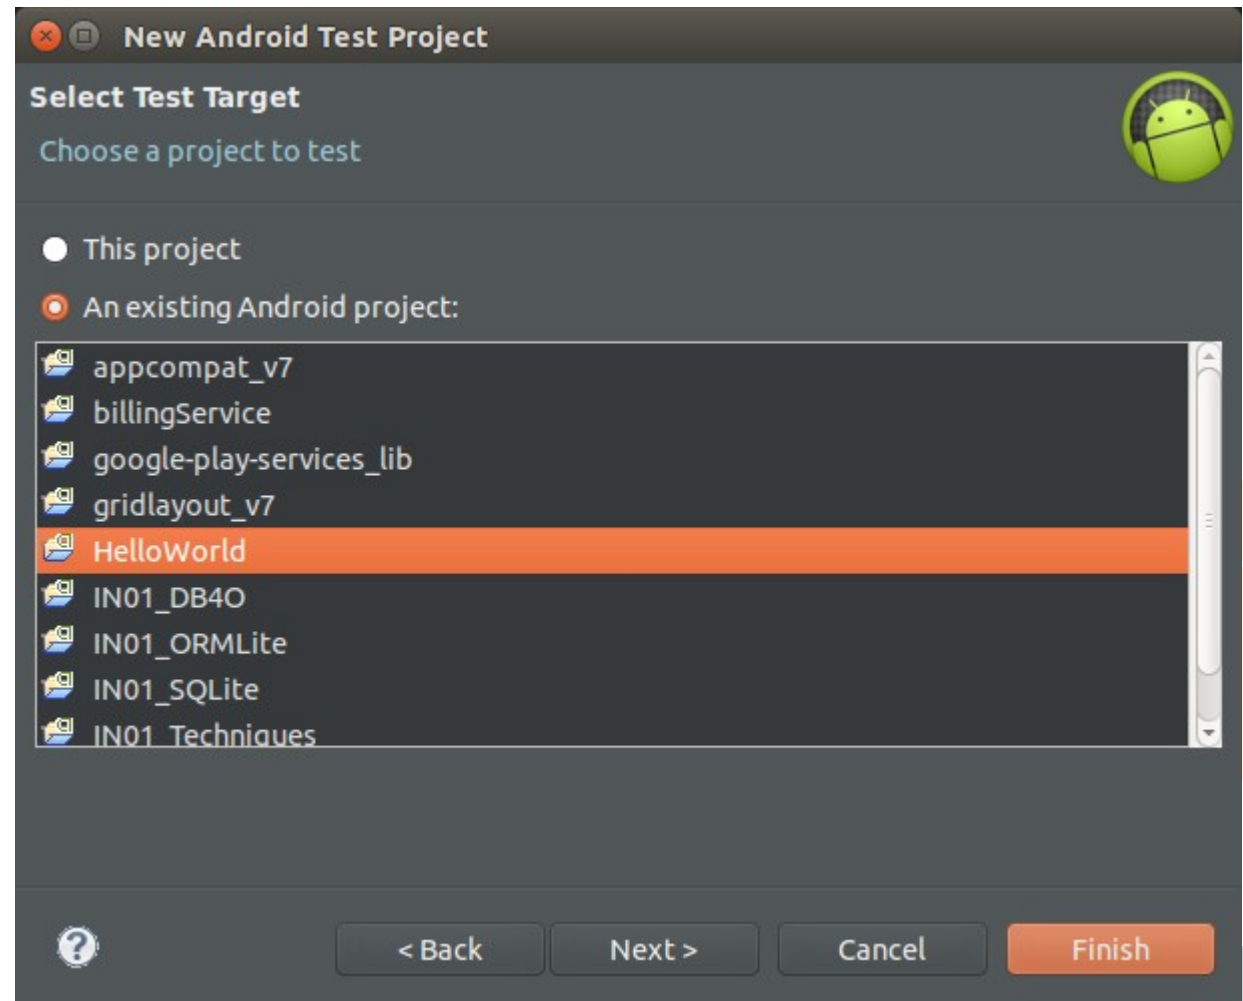 New Android Test Project
Select Test Target
Choose a project to test
This project
An existing Android project:
appcompat_v7
billingService
google-play-services_lib
gridlayout_v7
HelloWorld
IN01_DB4O
IN01_ORMLite
IN01_SQLite
IN01_Techniques
?
< Back
Next >
Cancel
Finish